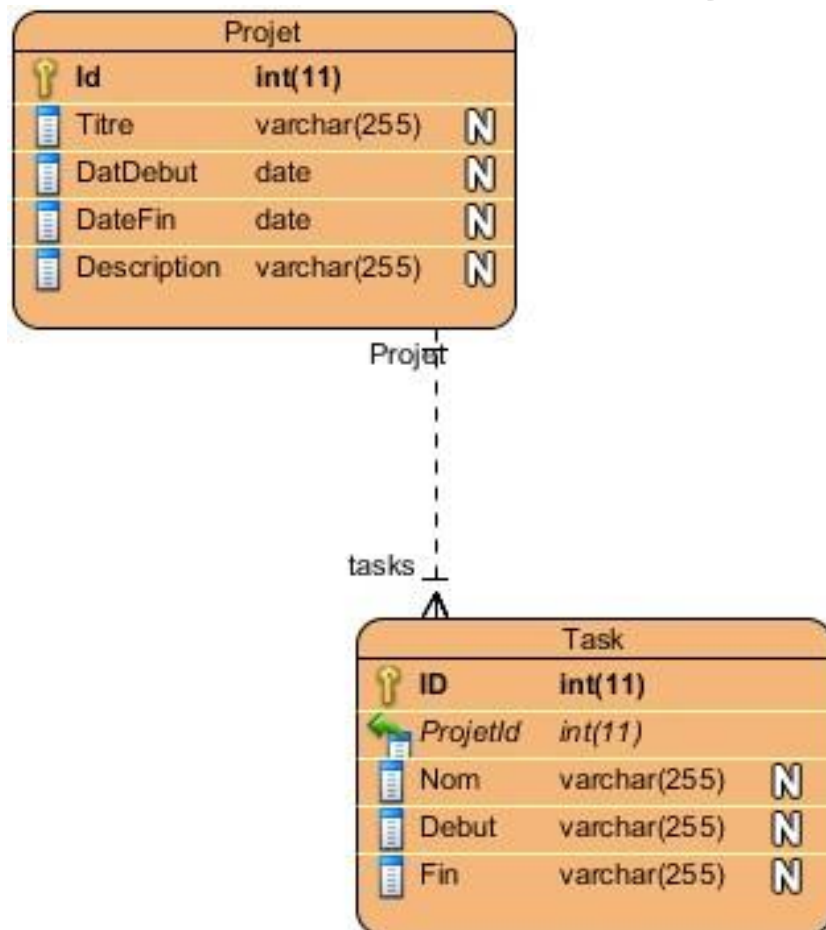 Projet
Id int(11)
Titre varchar(255) N
DatDebut date N
DateFin date N
Description varchar(255) N
Projet
tasks
Task
ID int(11)
ProjetId int(11)
Nom varchar(255) N
Debut varchar(255) N
Fin varchar(255) N